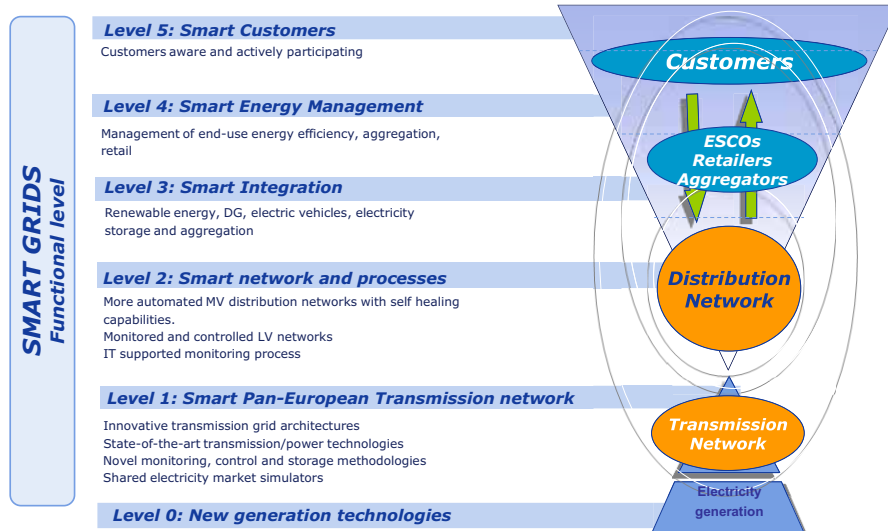 SMART GRIDS
Functional level
Level 5: Smart Customers
Customers aware and actively participating
Level 4: Smart Energy Management
Management of end-use energy efficiency, aggregation,
retail
Level 3: Smart Integration
Renewable energy, DG, electric vehicles, electricity
storage and aggregation
Level 2: Smart network and processes
More automated MV distribution networks with self healing
capabilities.
Monitored and controlled LV networks
IT supported monitoring process
Level 1: Smart Pan-European Transmission network
Innovative transmission grid architectures
State-of-the-art transmission/power technologies
Novel monitoring, control and storage methodologies
Shared electricity market simulators
Level 0: New generation technologies
Customers
ESCOs
Retailers
Aggregators
Distribution
Network
Transmission
Network
Electricity
generation